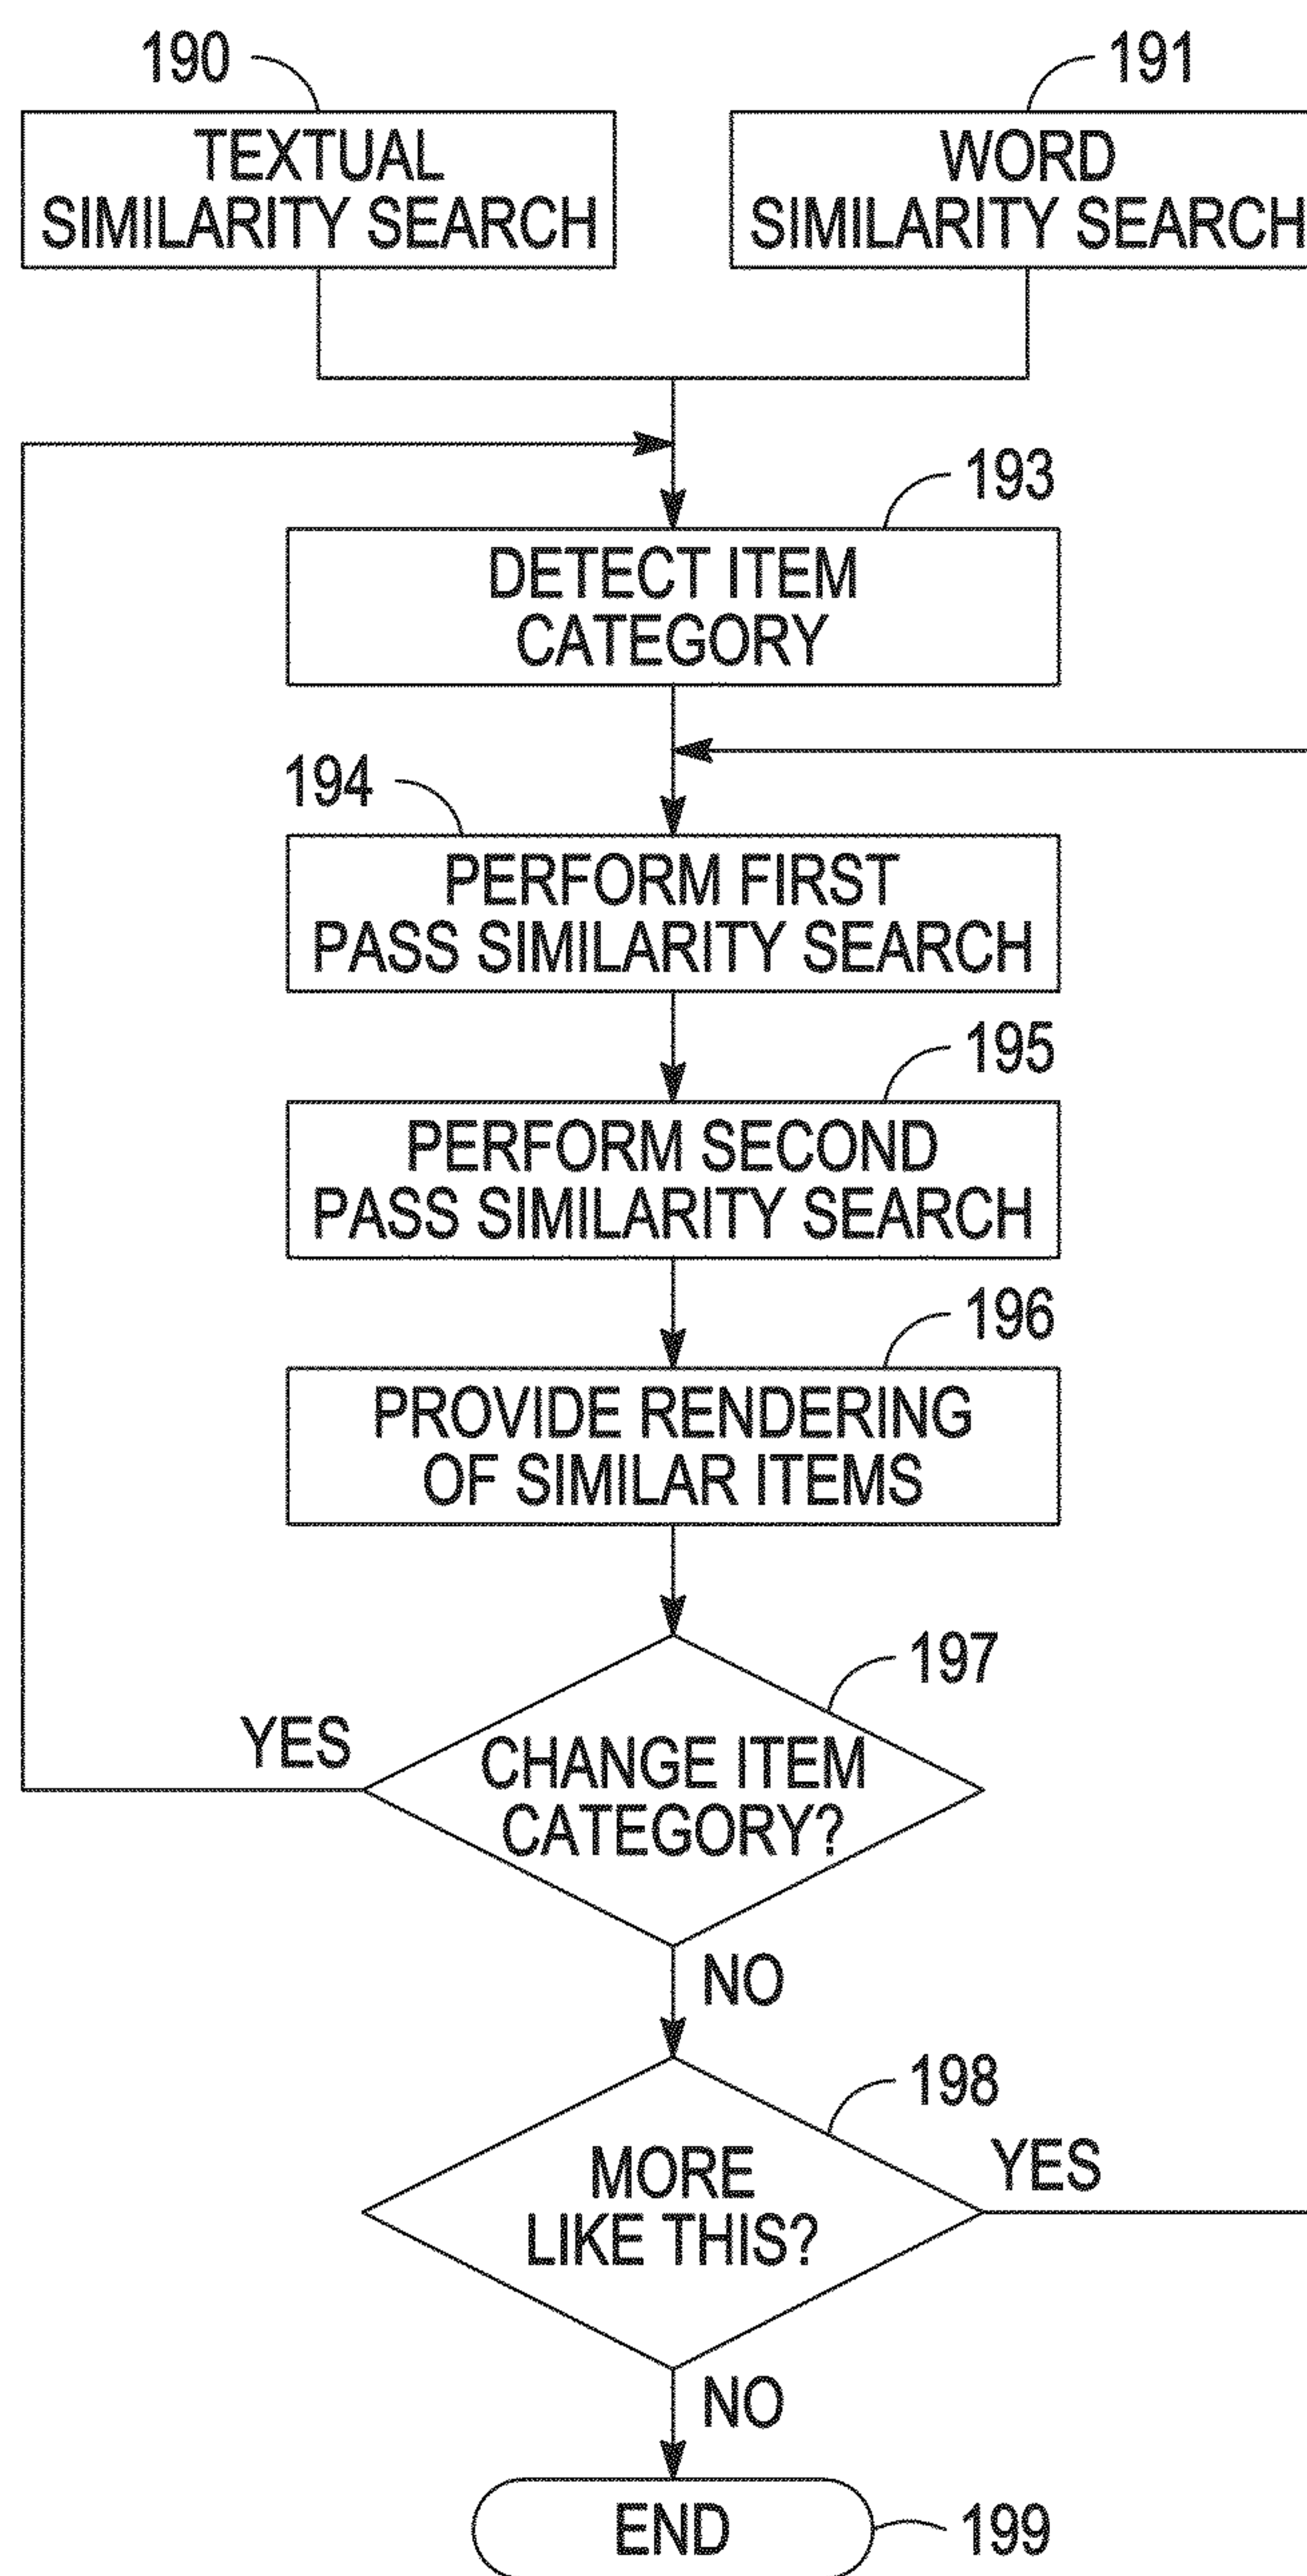 190
TEXTUAL
SIMILARITY SEARCH
191
WORD
SIMILARITY SEARCH
193
DETECT ITEM
CATEGORY
194
PERFORM FIRST
PASS SIMILARITY SEARCH
195
PERFORM SECOND
PASS SIMILARITY SEARCH
196
PROVIDE RENDERING
OF SIMILAR ITEMS
197
YES
CHANGE ITEM
CATEGORY?
NO
198
MORE
LIKE THIS?
YES
NO
END
199